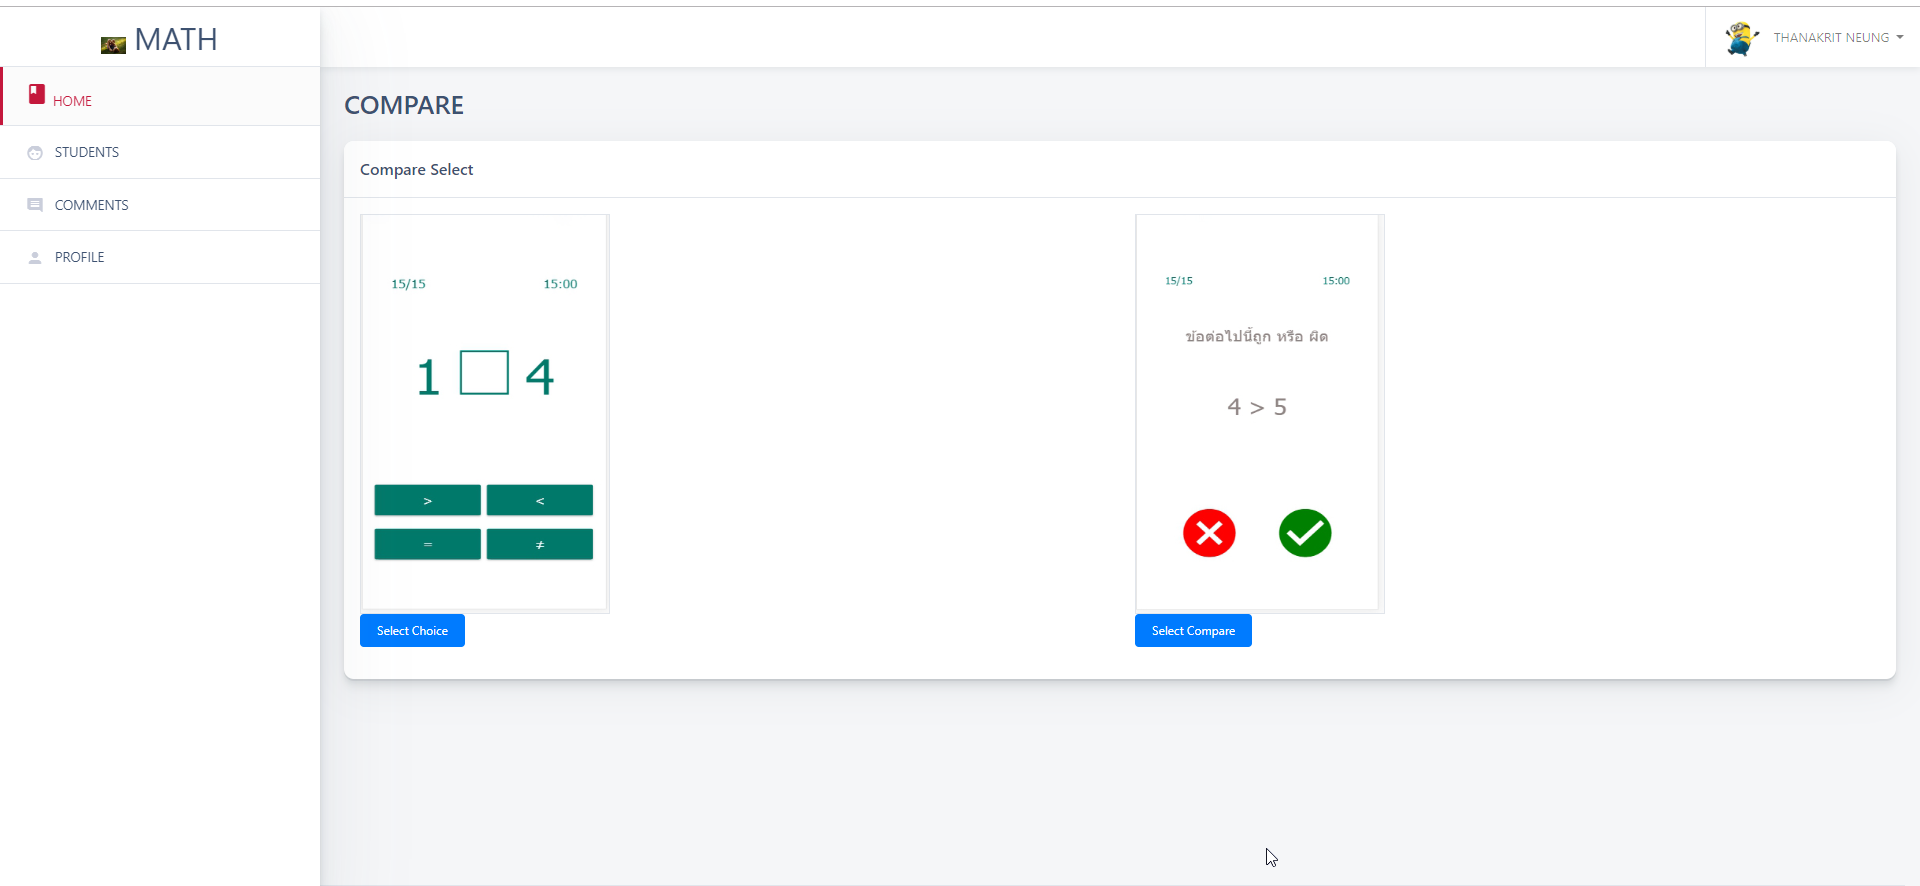 MATH
THANAKRIT NEUNG
HOME
STUDENTS
COMMENTS
PROFILE
COMPARE
Compare Select
15/15 15:00
1 4
> <
= ≠
Select Choice
15/15 15:00
ข้อต่อไปนี้ถูก หรือ ผิด
4 > 5
Select Compare